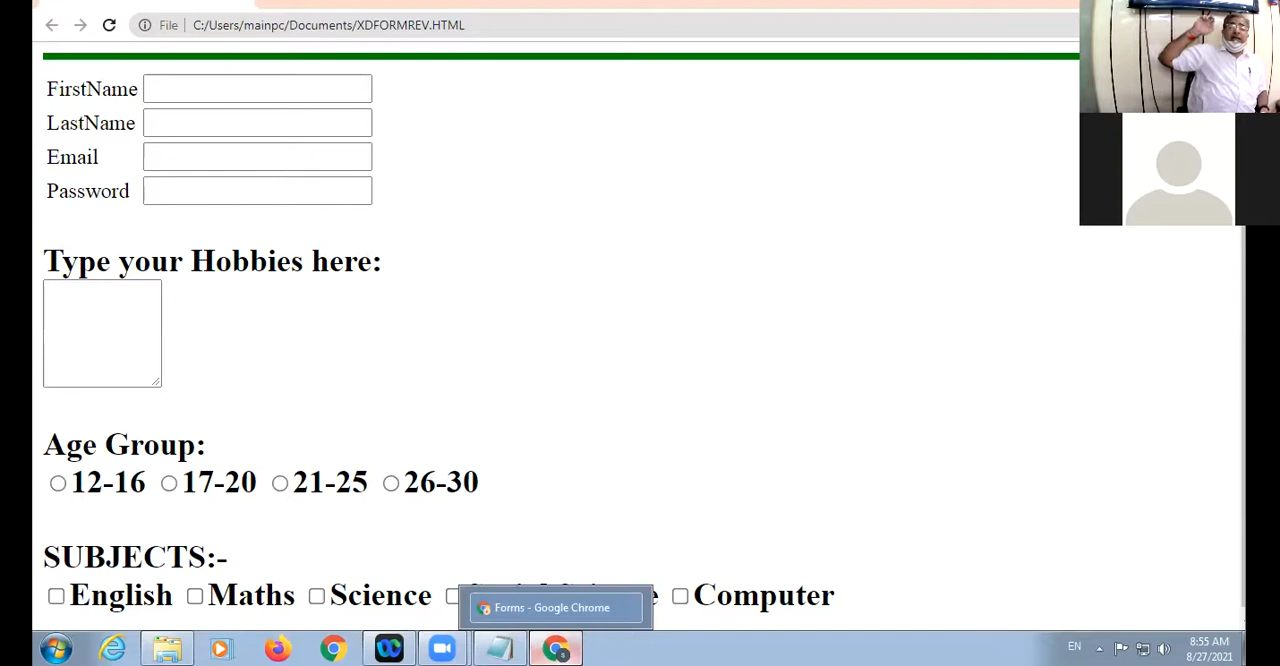 File C:/Users/mainpc/Documents/XDFORMREV.HTML
FirstName
LastName
Email
Password
Type your Hobbies here:
Age Group:
12-16 17-20 21-25 26-30
SUBJECTS:-
English Maths Science Computer
Forms - Google Chrome
EN
8:55 AM
8/27/2021